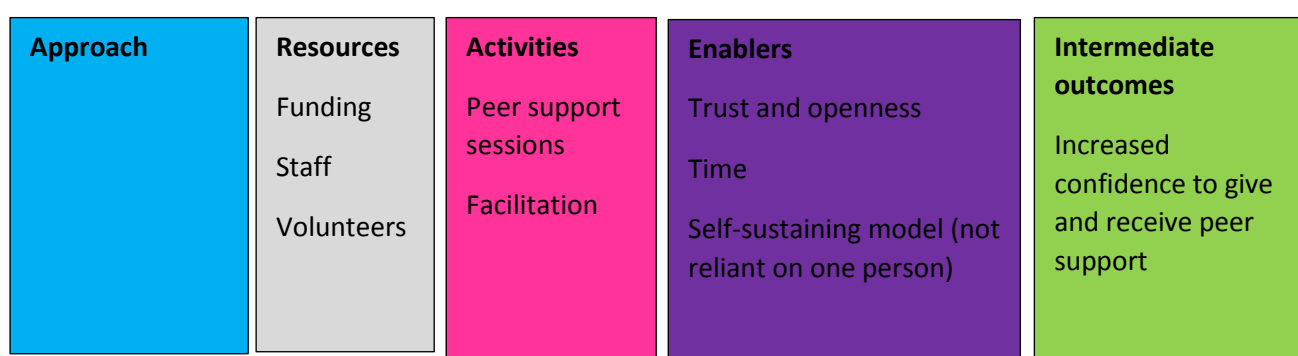 Approach
Resources
Funding
Staff
Volunteers
Activities
Peer support
sessions
Facilitation
Enablers
Trust and openness
Time
Self-sustaining model (not
reliant on one person)
Intermediate
outcomes
Increased
confidence to give
and receive peer
support